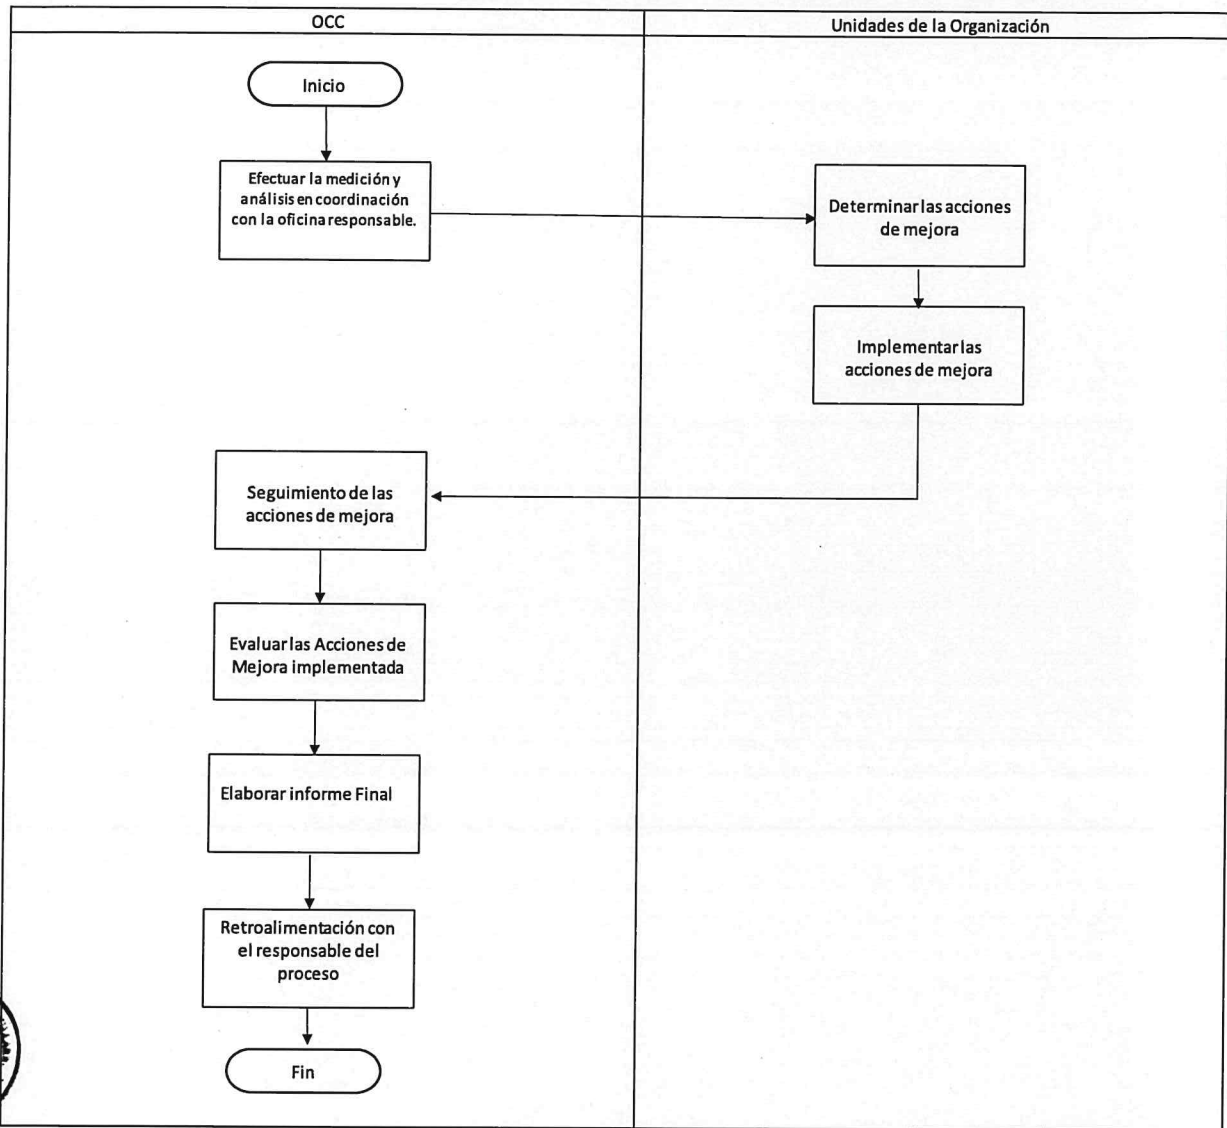 OCC
Unidades de la Organización
Inicio
Efectuar la medición y
análisis en coordinación
con la oficina responsable.
Determinar las acciones
de mejora
Implementar las
acciones de mejora
Seguimiento de las
acciones de mejora
Evaluar las Acciones de
Mejora implementada
Elaborar informe Final
Retroalimentación con
el responsable del
proceso
Fin